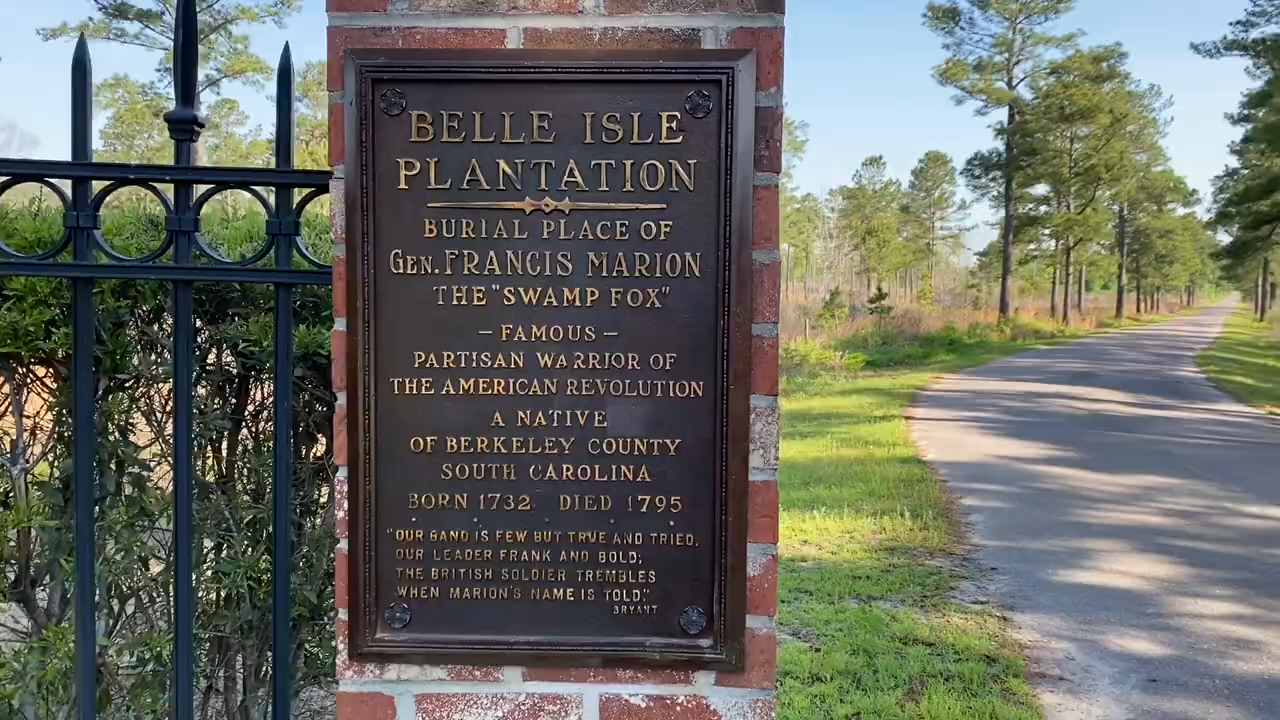 BELLE ISLE
PLANTATION
BURIAL PLACE OF
GEN. FRANCIS MARION
THE "SWAMP FOX"
– FAMOUS –
PARTISAN WARRIOR OF
THE AMERICAN REVOLUTION
A NATIVE
OF BERKELEY COUNTY
SOUTH CAROLINA
BORN 1732 DIED 1795
"OUR BAND IS FEW BUT TRUE AND TRIED,
OUR LEADER FRANK AND BOLD;
THE BRITISH SOLDIER TREMBLES
WHEN MARION'S NAME IS TOLD."
BRYANT